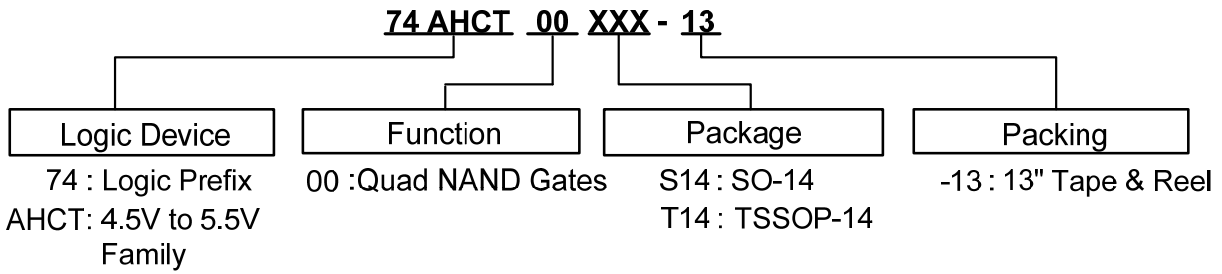 74 AHCT 00 XXX - 13
Logic Device
Function
Package
Packing
74 : Logic Prefix
AHCT: 4.5V to 5.5V
Family
00 :Quad NAND Gates
S14 : SO-14
T14 : TSSOP-14
-13 : 13" Tape & Reel